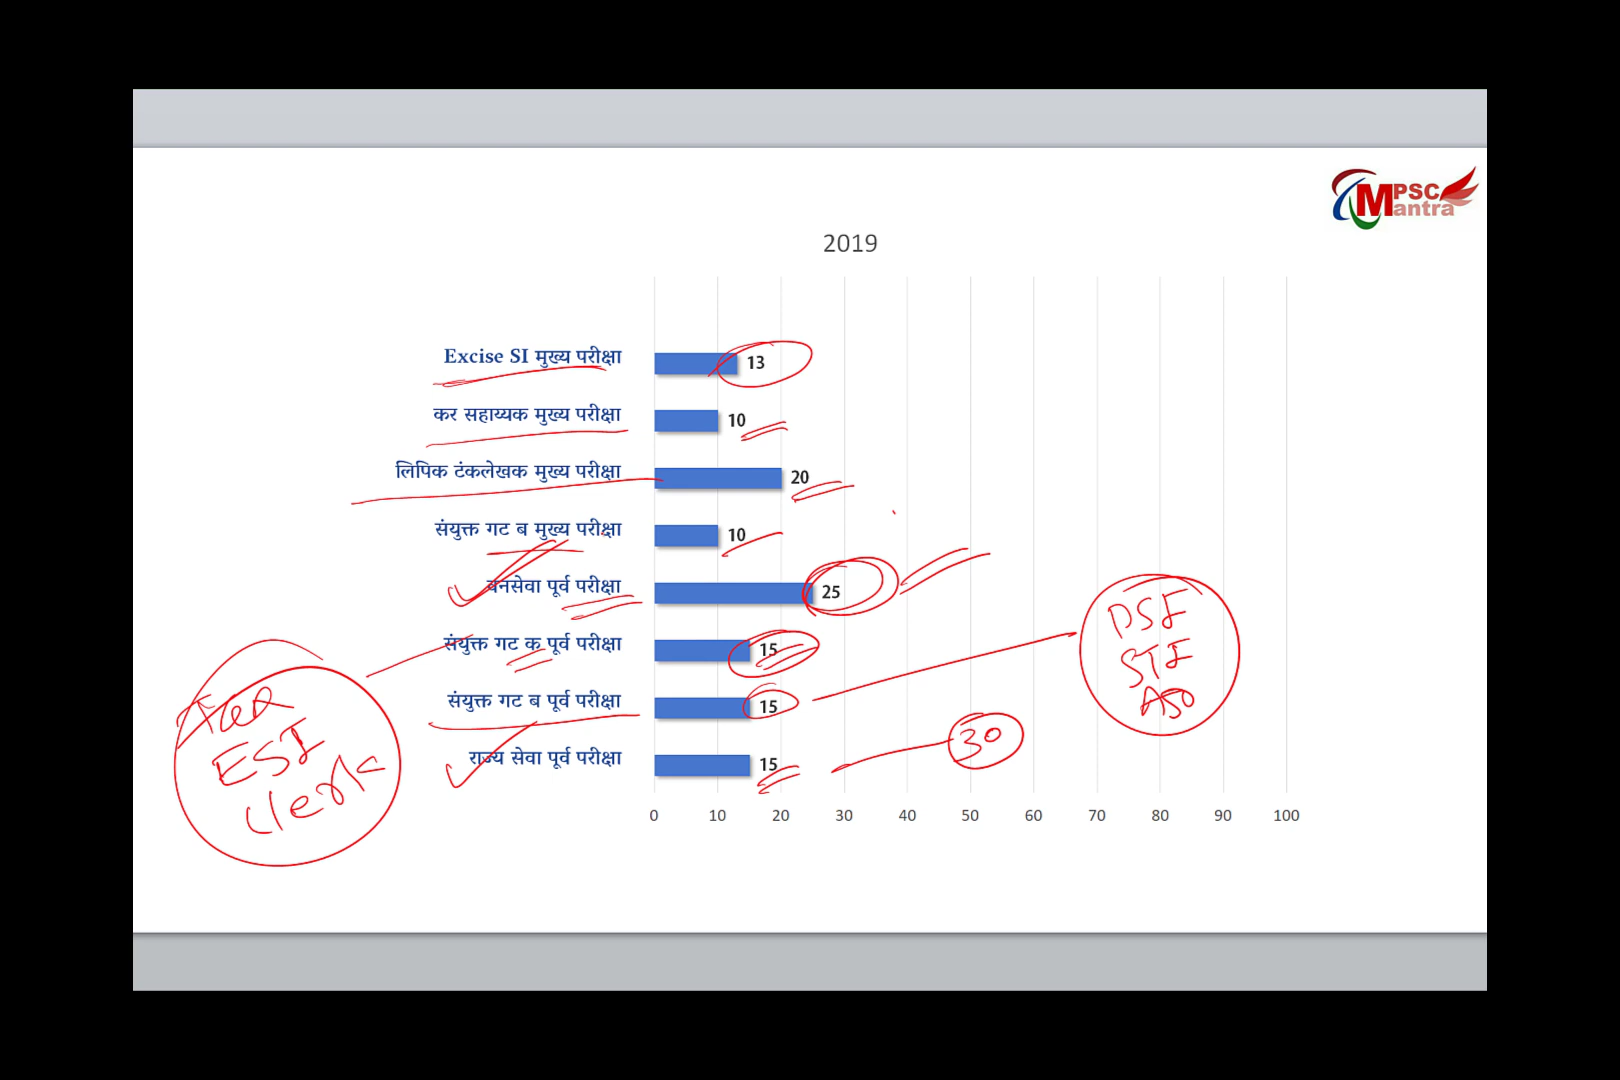 MPSC
Mantra
2019
Excise SI मुख्य परीक्षा 13
कर सहाय्यक मुख्य परीक्षा 10
लिपिक टंकलेखक मुख्य परीक्षा 20
संयुक्त गट ब मुख्य परीक्षा 10
वनसेवा पूर्व परीक्षा 25
संयुक्त गट क पूर्व परीक्षा 15
संयुक्त गट ब पूर्व परीक्षा 15
राज्य सेवा पूर्व परीक्षा 15
0 10 20 30 40 50 60 70 80 90 100
Tax
ESI
Clerk
PSI
STI
ASO
30